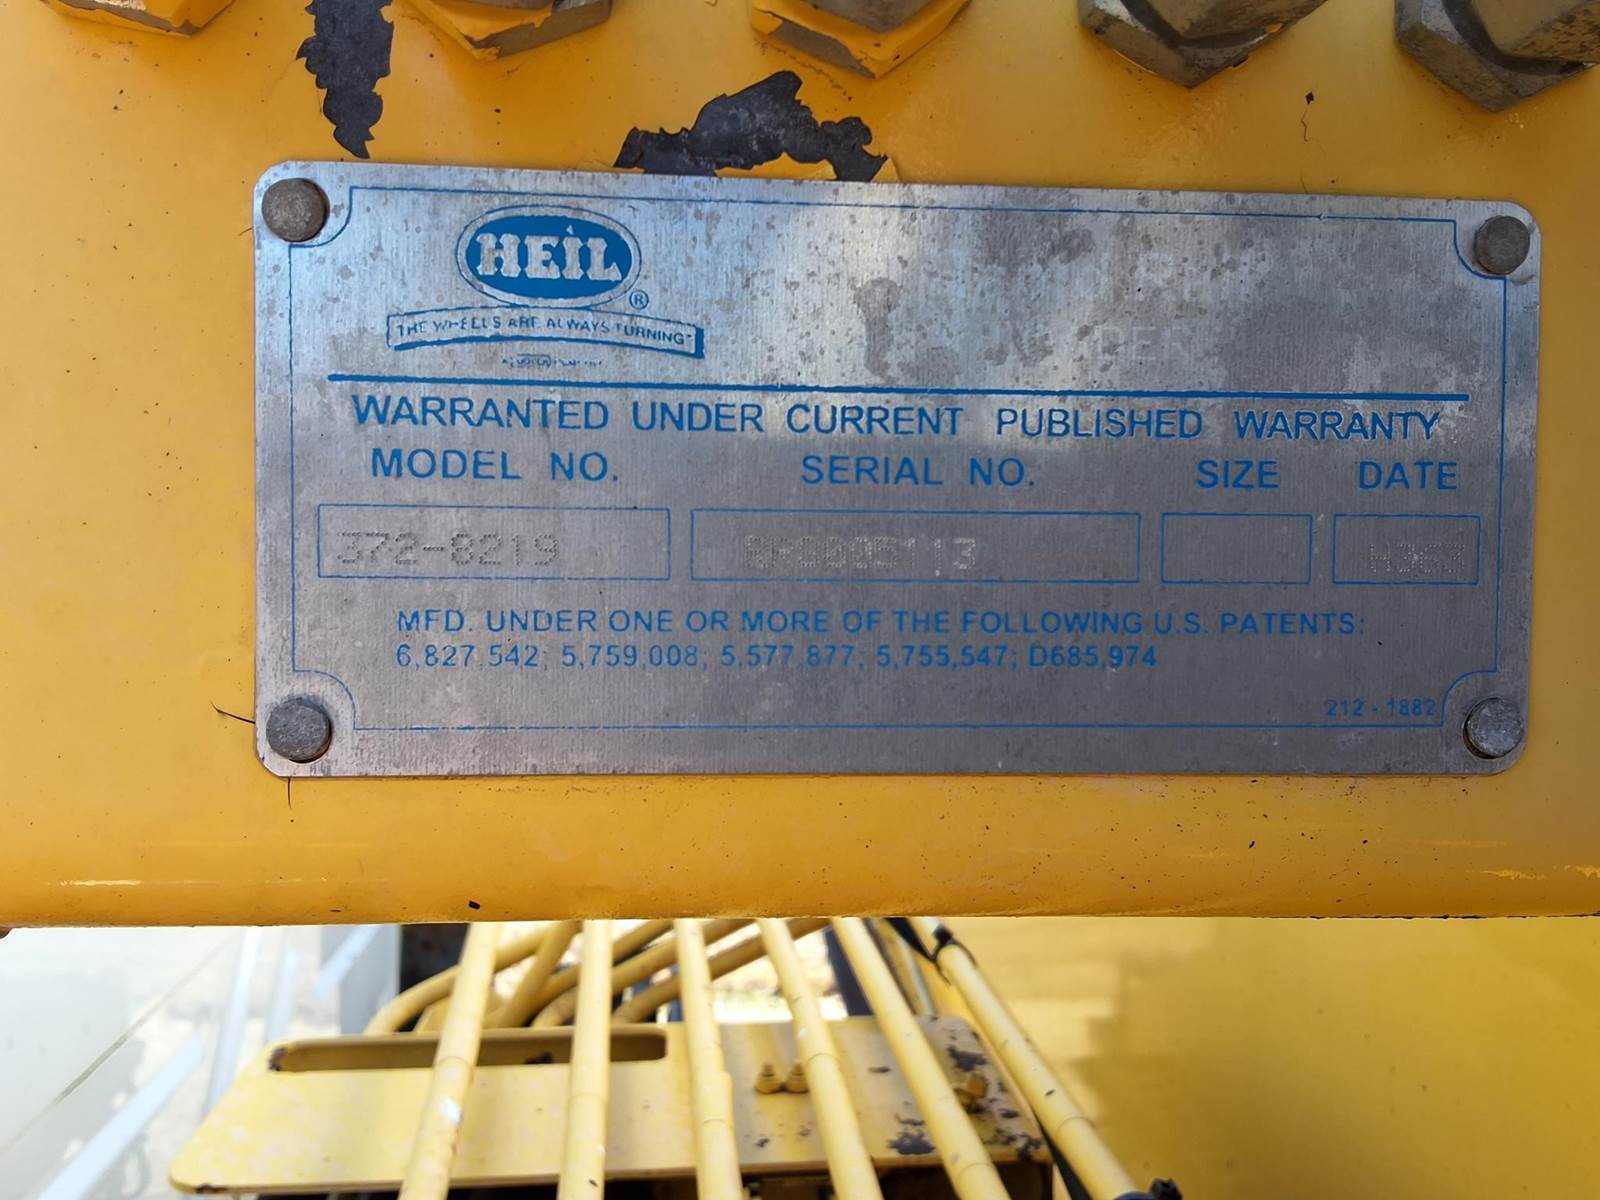 HEIL
®
THE WHEELS ARE ALWAYS TURNING™
WARRANTED UNDER CURRENT PUBLISHED WARRANTY
MODEL NO. SERIAL NO. SIZE DATE
372-8219
MFD. UNDER ONE OR MORE OF THE FOLLOWING U.S. PATENTS:
6,827,542; 5,759,008; 5,577,877; 5,755,547; D685,974
212 - 1882